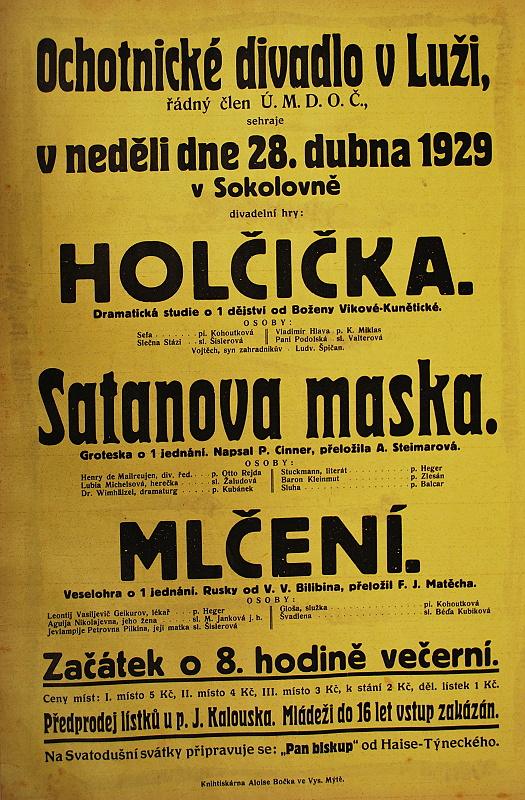 Ochotnické divadlo v Luži,
řádný člen Ú. M. D. O. Č.,
sehraje
v neděli dne 28. dubna 1929
v Sokolovně
divadelní hry:
HOLČIČKA.
Dramatická studie o 1 dějství od Boženy Vikové-Kunětické.
OSOBY:
Sefa . . . . . . . . pí. Kohoutková Vladimír Hlava p. K. Miklas
Slečna Stázi . . sl. Šislerová Paní Podolská sl. Valterová
Vojtěch, syn zahradníkův . Ludv. Špičan.
Satanova maska.
Groteska o 1 jednání. Napsal P. Cinner, přeložila A. Steimarová.
OSOBY:
Henry de Mallreujen, div. řed. . . . p. Otto Rejda Stuckmann, literát . . . . . . . . p. Heger
Lubia Michelsová, herečka . . sl. Žaludová Baron Kleinmut . . . . . . . . p. Zlesán
Dr. Wimhälzel, dramaturg . . . . . p. Kubánek Sluha . . . . . . . . p. Balcar
MLČENÍ.
Veselohra o 1 jednání. Rusky od V. V. Bilibina, přeložil F. J. Matěcha.
OSOBY:
Leontij Vasiljevič Gejkurov, lékař . . p. Heger Gloša, služka . . . . . . . . pí. Kohoutková
Agulja Nikolajevna, jeho žena . . . . sl. M. Janková j. h. Švadlena . . . . . . . . sl. Běda Kubíková
Jevlampije Petrovna Pilkina, její matka sl. Šislerová
Začátek o 8. hodině večerní.
Ceny míst: I. místo 5 Kč, II. místo 4 Kč, III. místo 3 Kč, k stání 2 Kč, děl. lístek 1 Kč.
Předprodej lístků u p. J. Kalouska. Mládeži do 16 let vstup zakázán.
Na Svatodušní svátky připravuje se: „Pan biskup" od Haise-Týneckého.
Knihtiskárna Aloise Bočka ve Vys. Mýtě.